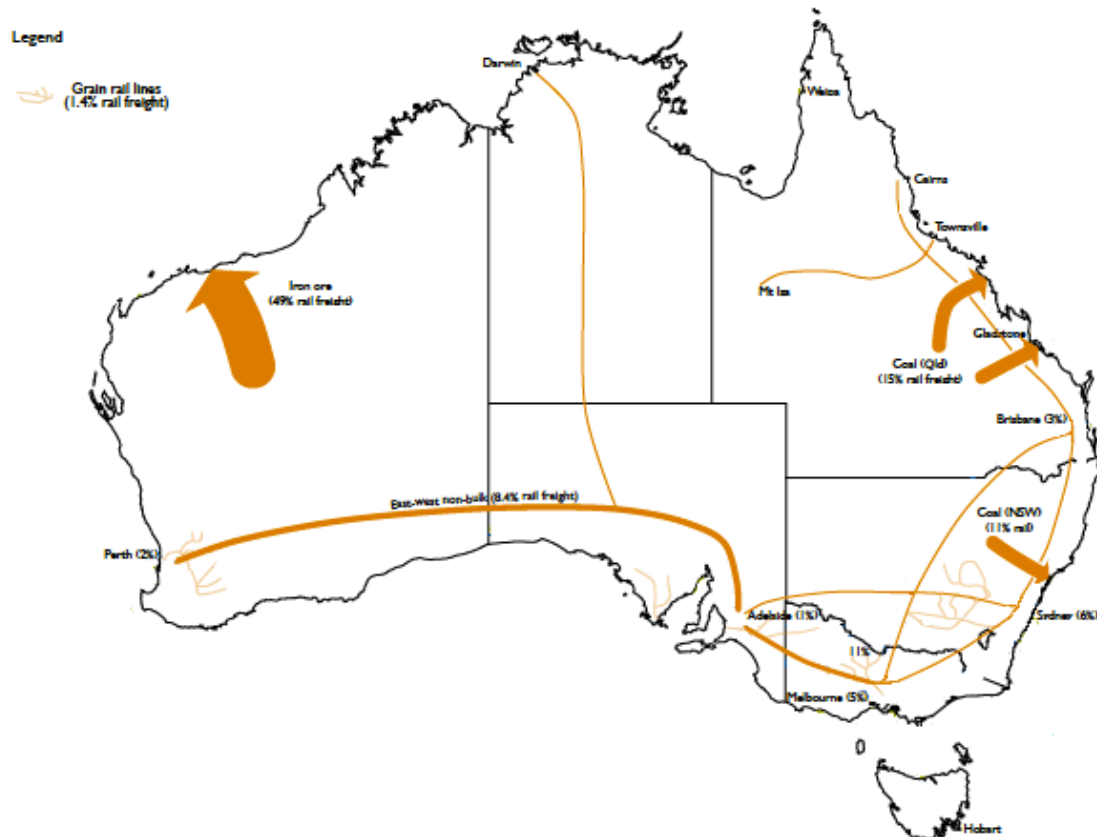 Legend
Grain rail lines
(1.4% rail freight)
Darwin
Weipa
Cairns
Townsville
Mt Isa
Iron ore
(49% rail freight)
Gladstone
Coal (Qld)
(15% rail freight)
Brisbane (3%)
East-west non-bulk (8.4% rail freight)
Coal (NSW)
(11% rail)
Perth (2%)
Adelaide (1%)
Sydney (6%)
11%
Melbourne (5%)
Hobart